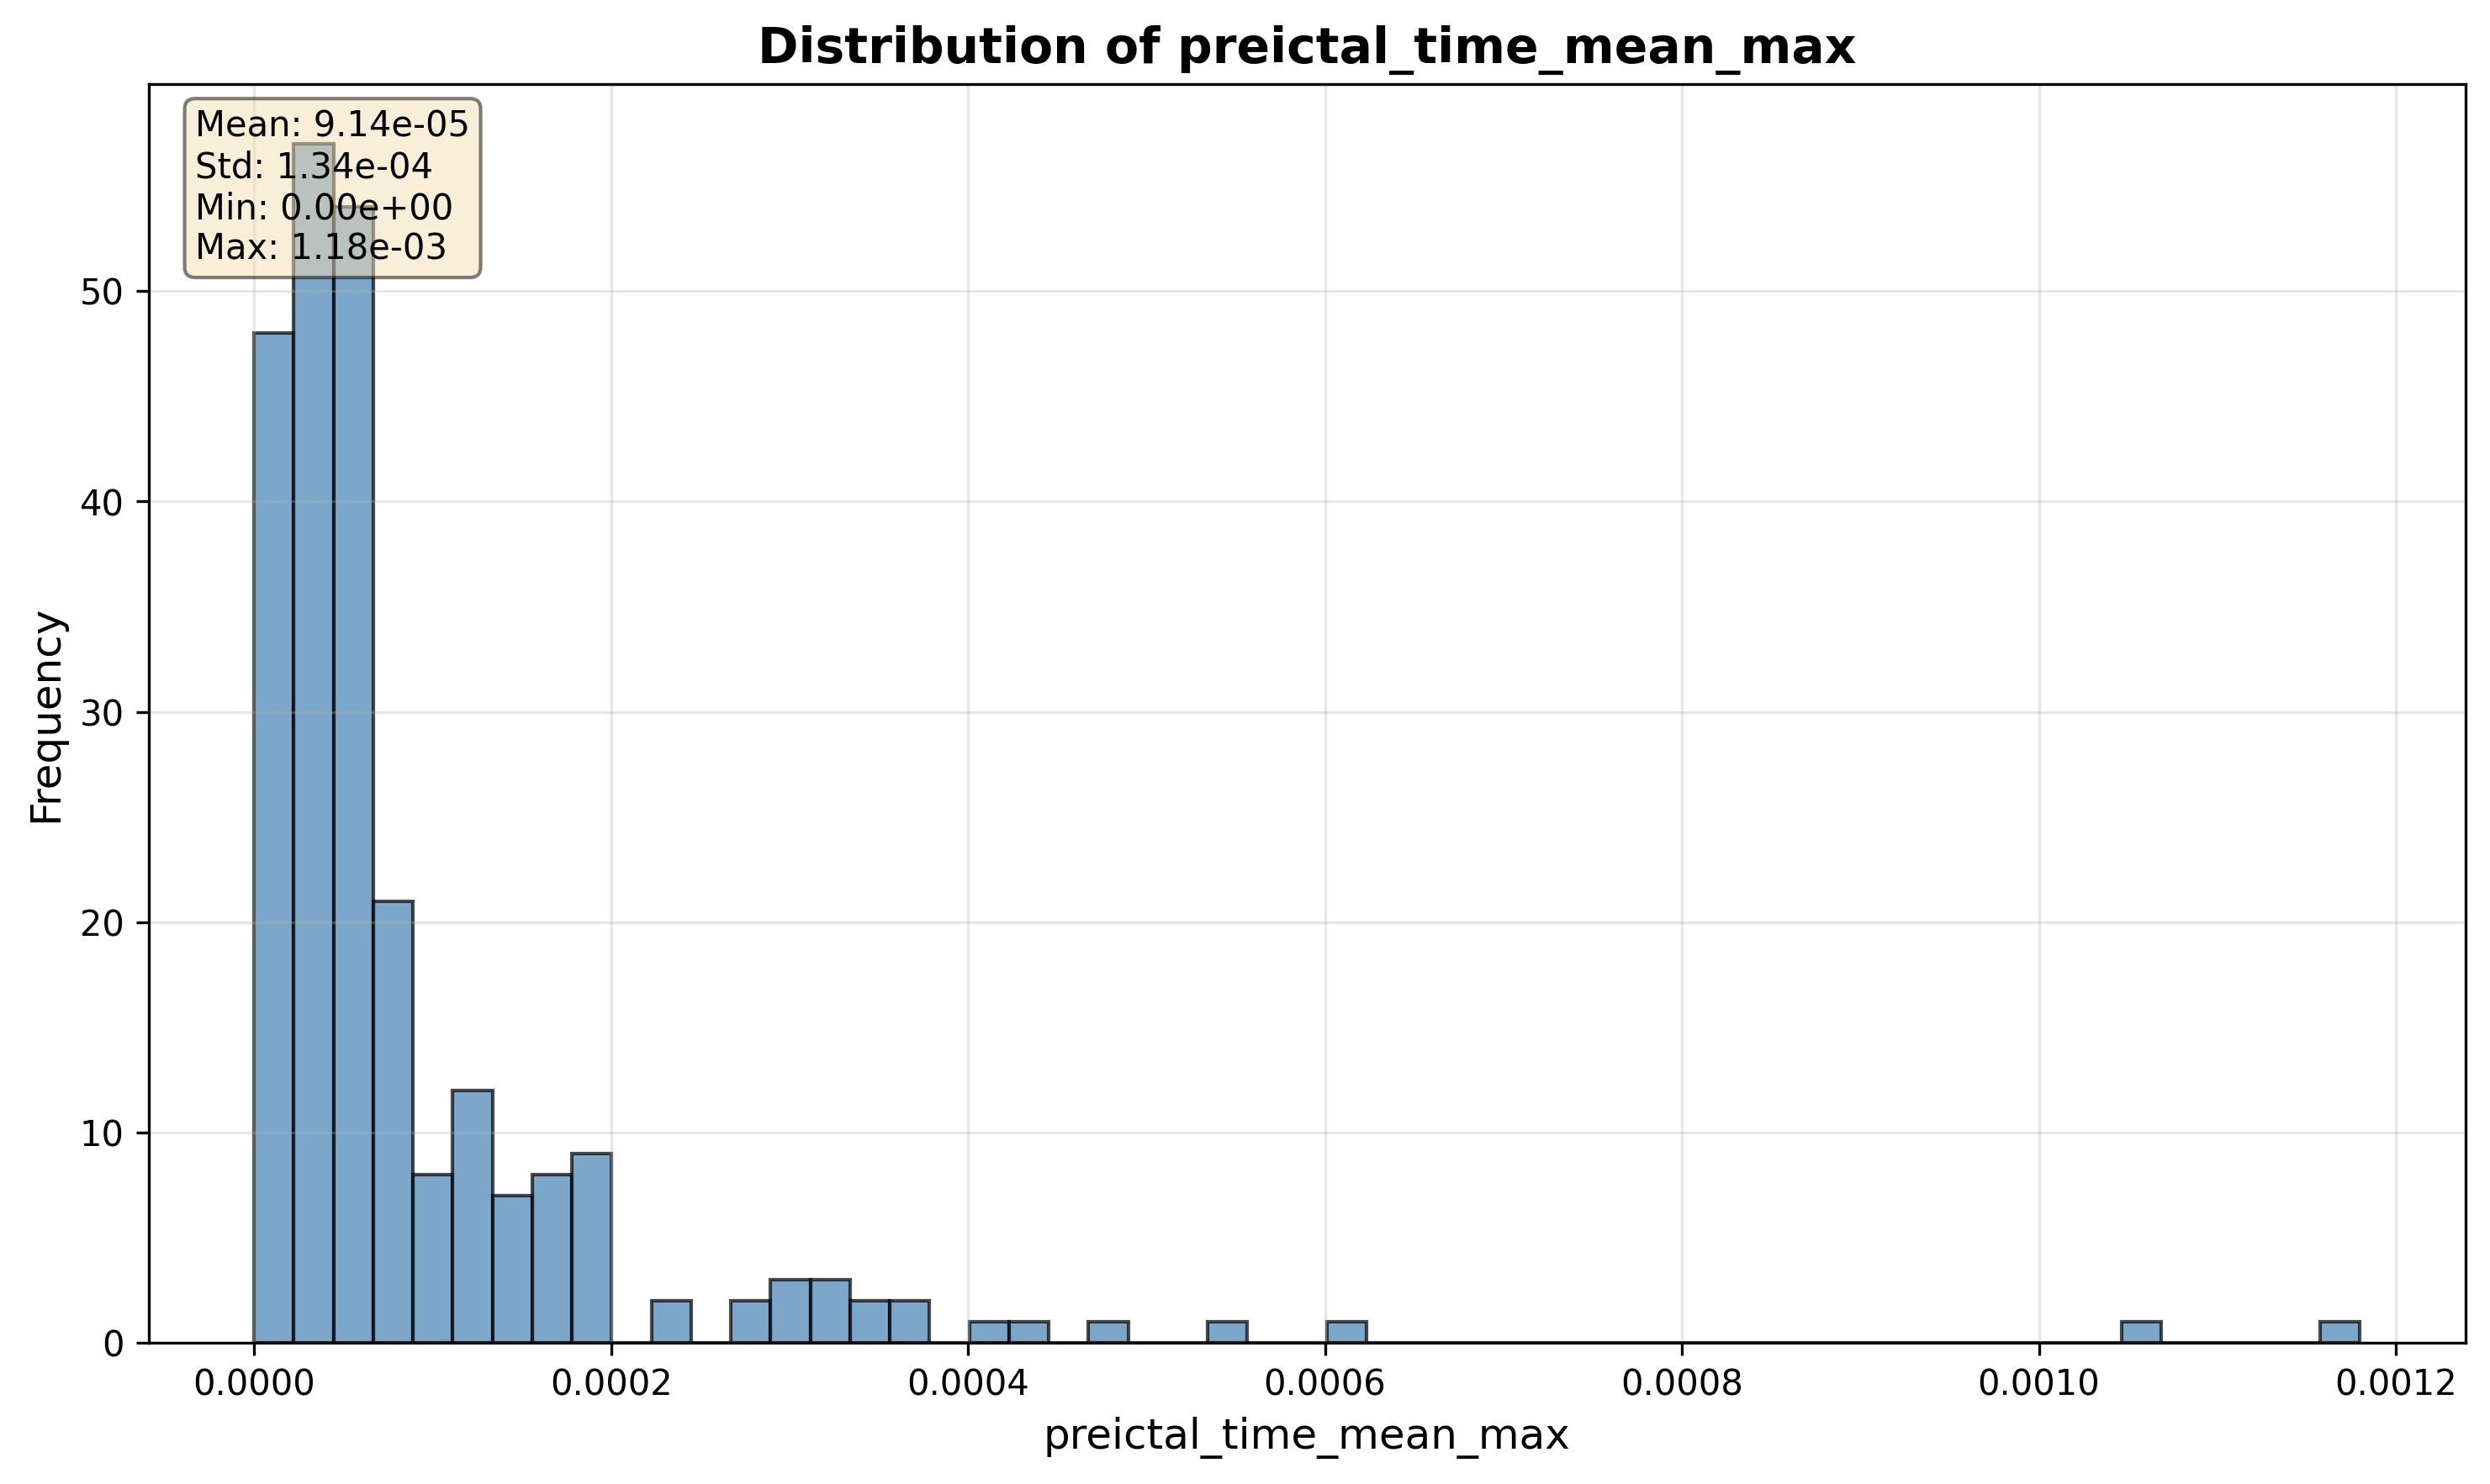 Distribution of preictal_time_mean_max
Mean: 9.14e-05
Std: 1.34e-04
Min: 0.00e+00
Max: 1.18e-03
50
40
30
20
10
0
Frequency
0.0000 0.0002 0.0004 0.0006 0.0008 0.0010 0.0012
preictal_time_mean_max